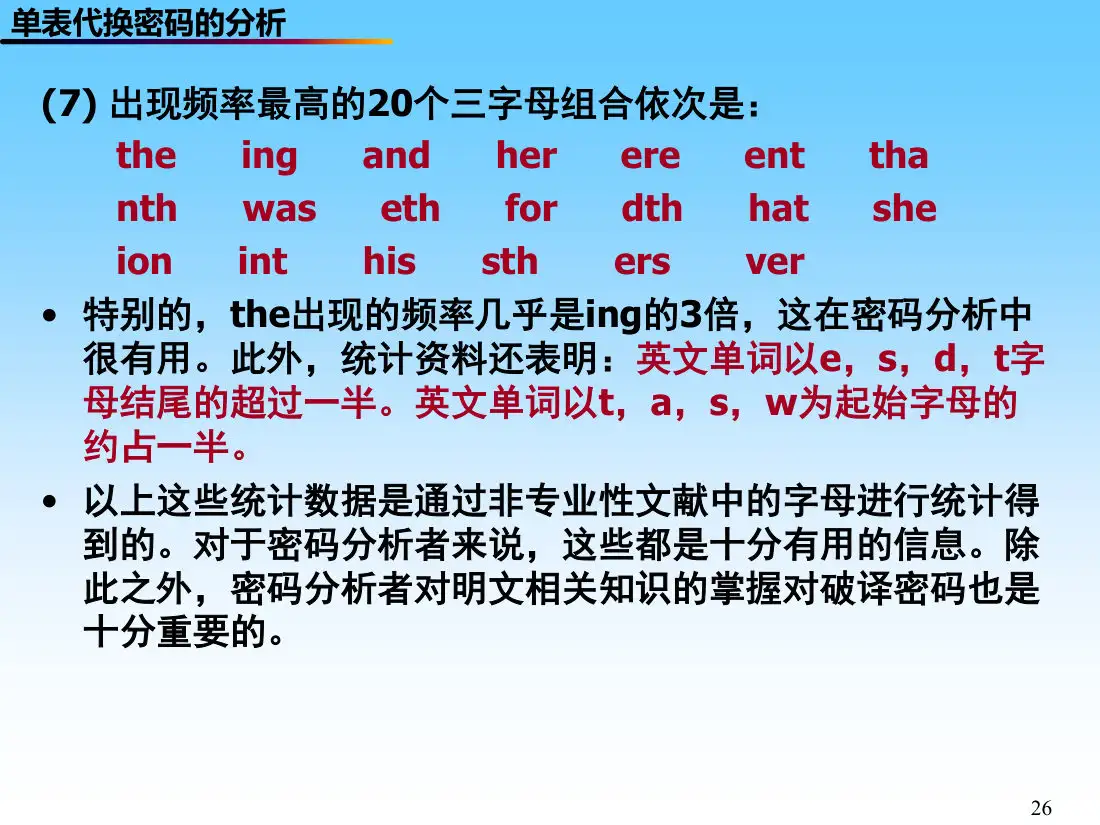 单表代换密码的分析
(7) 出现频率最高的20个三字母组合依次是：
the ing and her ere ent tha
nth was eth for dth hat she
ion int his sth ers ver
• 特别的，the出现的频率几乎是ing的3倍，这在密码分析中
很有用。此外，统计资料还表明：英文单词以e，s，d，t字
母结尾的超过一半。英文单词以t，a，s，w为起始字母的
约占一半。
• 以上这些统计数据是通过非专业性文献中的字母进行统计得
到的。对于密码分析者来说，这些都是十分有用的信息。除
此之外，密码分析者对明文相关知识的掌握对破译密码也是
十分重要的。
26